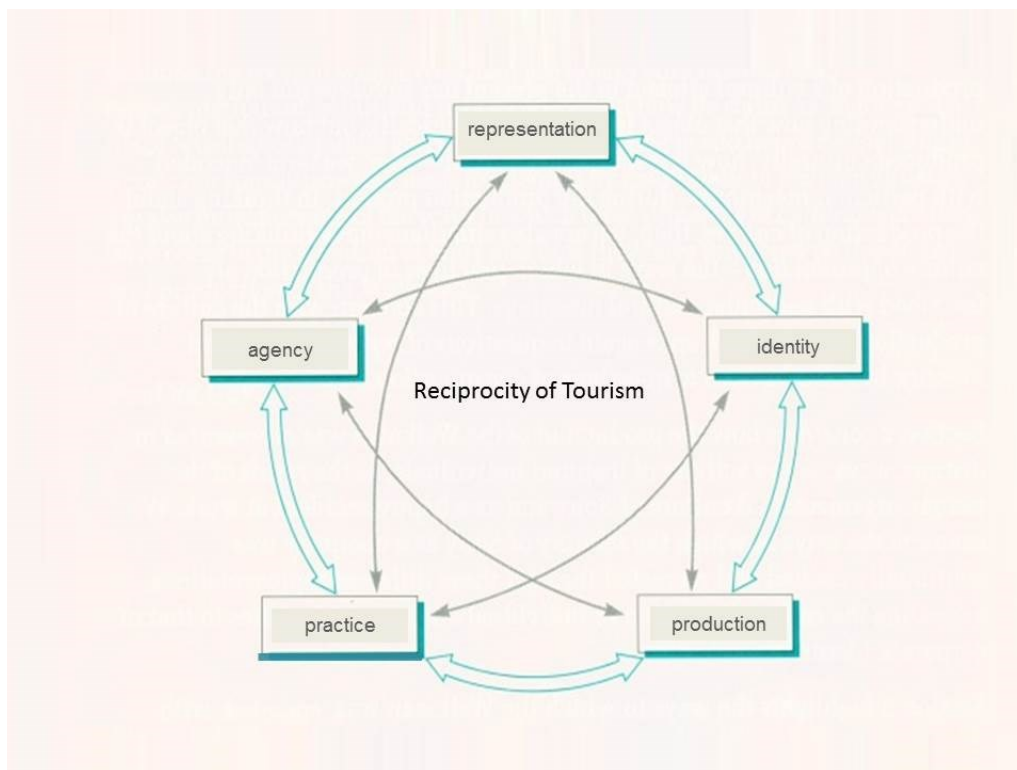 representation
agency
identity
Reciprocity of Tourism
practice
production